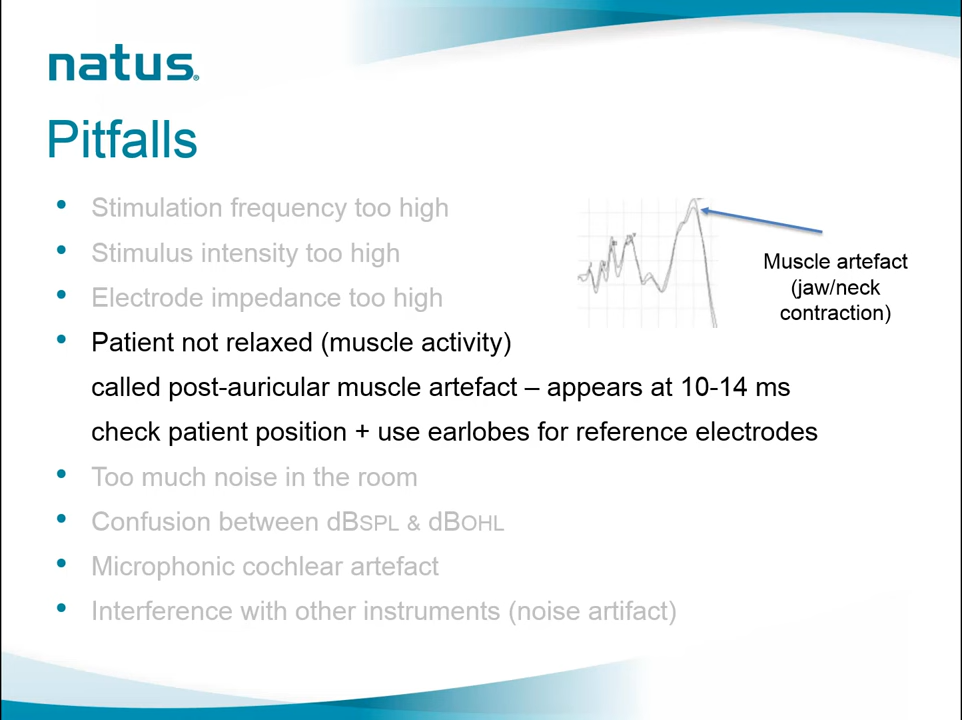 natus®
Pitfalls
• Stimulation frequency too high
• Stimulus intensity too high
• Electrode impedance too high
Muscle artefact
(jaw/neck
contraction)
• Patient not relaxed (muscle activity)
called post-auricular muscle artefact – appears at 10-14 ms
check patient position + use earlobes for reference electrodes
• Too much noise in the room
• Confusion between dBSPL & dBOHL
• Microphonic cochlear artefact
• Interference with other instruments (noise artifact)